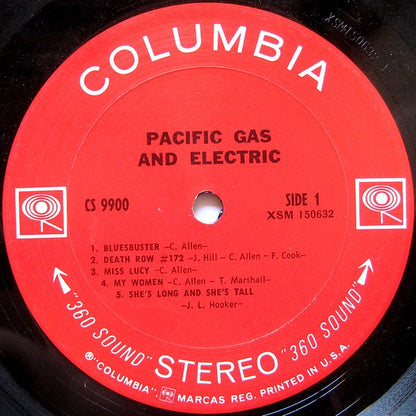 XSM150632 1
COLUMBIA
PACIFIC GAS
AND ELECTRIC
CS 9900
SIDE 1
XSM 150632
1. BLUESBUSTER –C. Allen–
2. DEATH ROW #172 –J. Hill – C. Allen – F. Cook–
3. MISS LUCY –C. Allen–
4. MY WOMEN –C. Allen – T. Marshall–
5. SHE'S LONG AND SHE'S TALL
–J. L. Hooker–
"360 SOUND" STEREO "360 SOUND"
℗"COLUMBIA", MARCAS REG. PRINTED IN U.S.A.